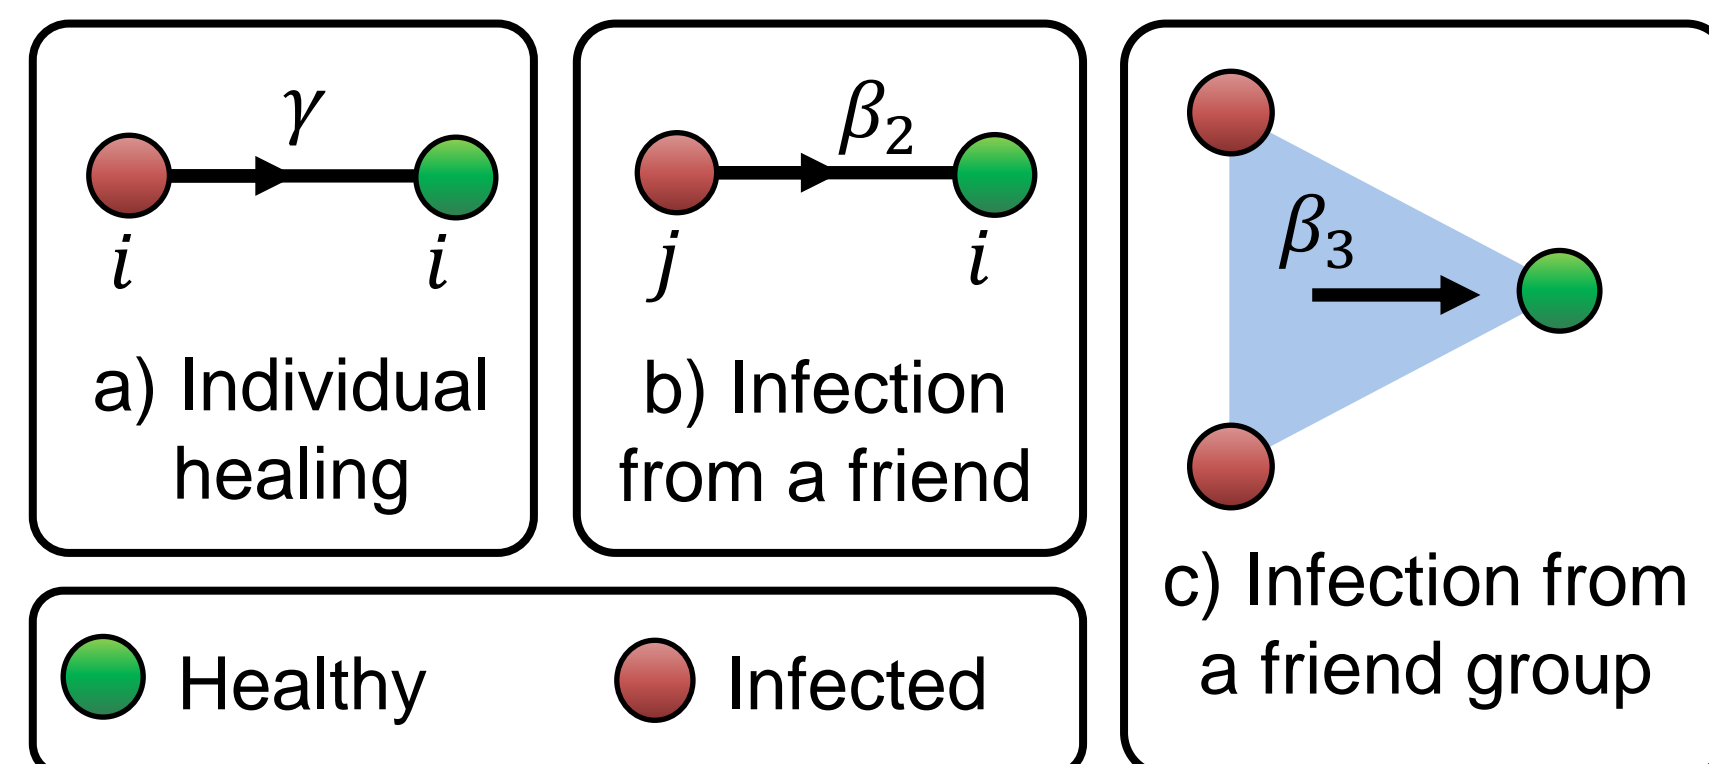 γ
i i
a) Individual
healing
β₂
j i
b) Infection
from a friend
β₃
c) Infection from
a friend group
Healthy
Infected